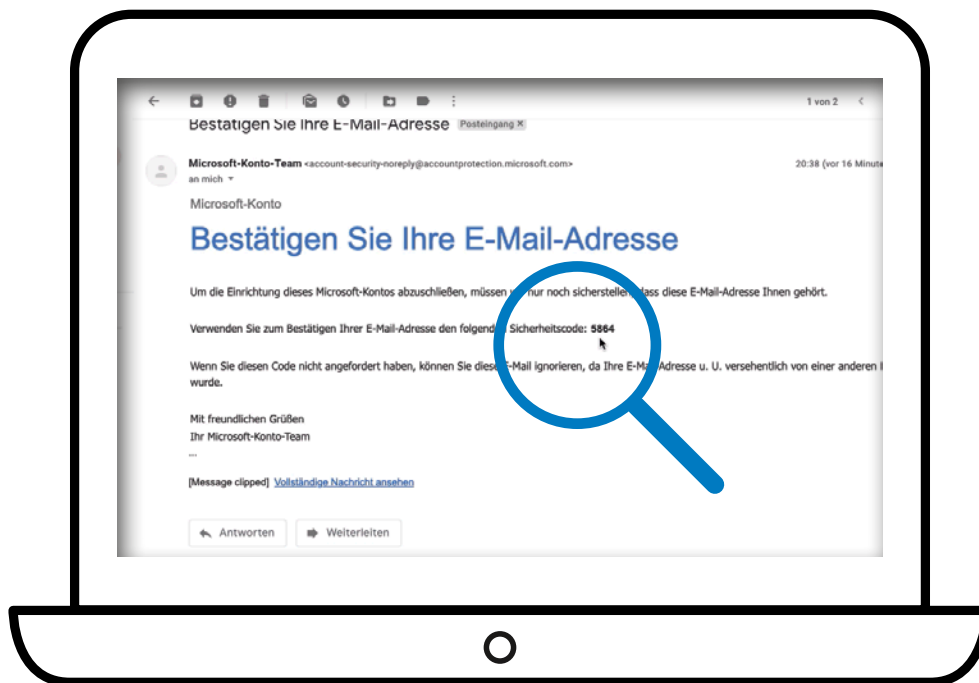 1 von 2
Bestätigen Sie Ihre E-Mail-Adresse Posteingang ×
Microsoft-Konto-Team <account-security-noreply@accountprotection.microsoft.com> 20:38 (vor 16 Minute
an mich
Microsoft-Konto
Bestätigen Sie Ihre E-Mail-Adresse
Um die Einrichtung dieses Microsoft-Kontos abzuschließen, müssen nur noch sicherstellen, dass diese E-Mail-Adresse Ihnen gehört.
Verwenden Sie zum Bestätigen Ihrer E-Mail-Adresse den folgenden Sicherheitscode: 5864
Wenn Sie diesen Code nicht angefordert haben, können Sie diese E-Mail ignorieren, da Ihre E-Mail-Adresse u. U. versehentlich von einer anderen
wurde.
Mit freundlichen Grüßen
Ihr Microsoft-Konto-Team
...
[Message clipped] Vollständige Nachricht ansehen
Antworten Weiterleiten